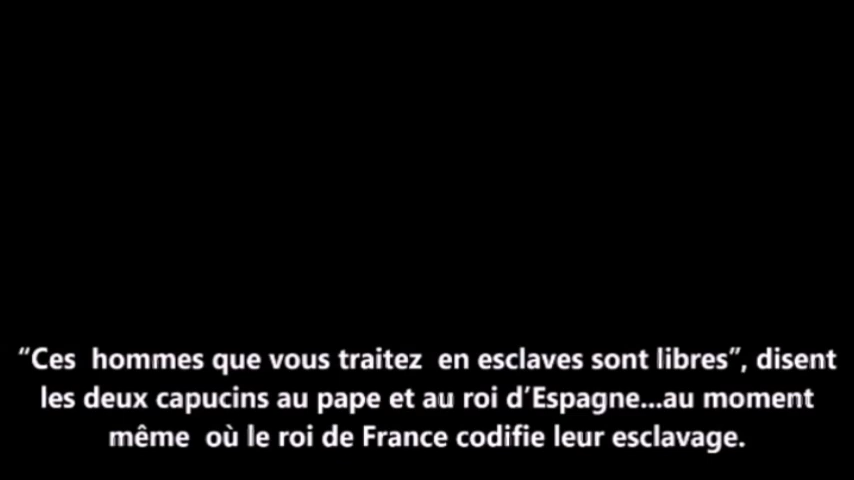 “Ces hommes que vous traitez en esclaves sont libres”, disent
les deux capucins au pape et au roi d’Espagne...au moment
même où le roi de France codifie leur esclavage.